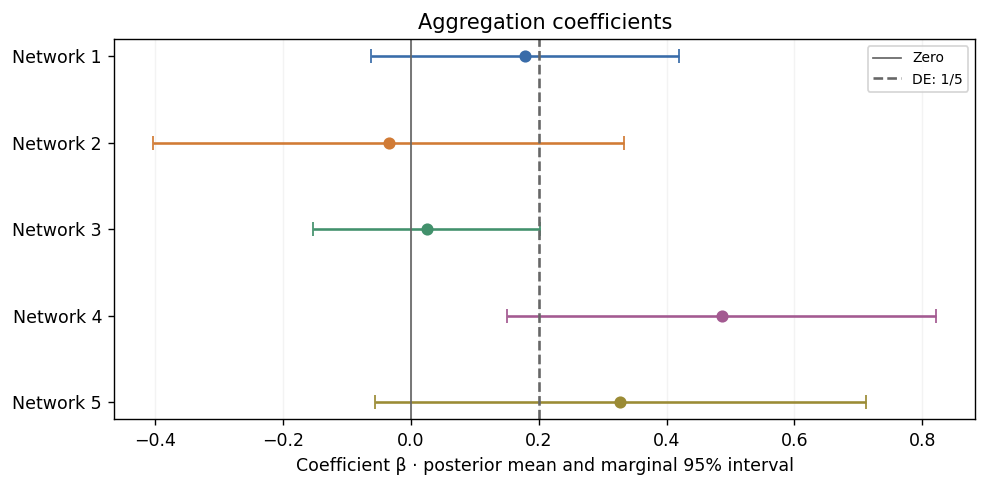 Aggregation coefficients
Network 1
Network 2
Network 3
Network 4
Network 5
Zero
DE: 1/5
−0.4 −0.2 0.0 0.2 0.4 0.6 0.8
Coefficient β · posterior mean and marginal 95% interval